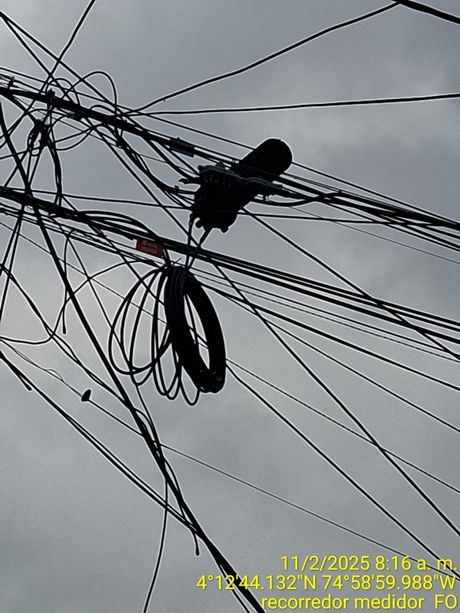 11/2/2025 8:16 a. m.
4°12'44.132"N 74°58'59.988"W
recorredor medidor FO